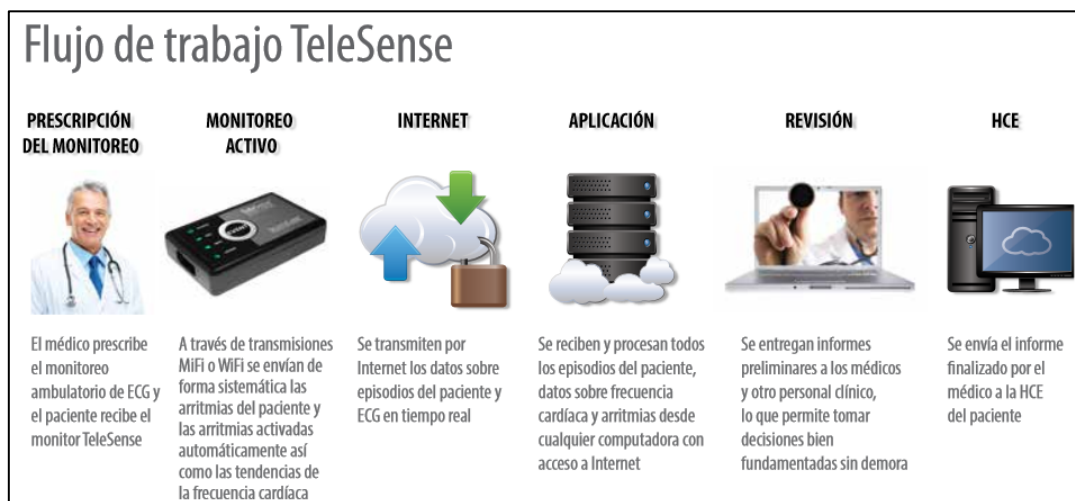 Flujo de trabajo TeleSense
PRESCRIPCIÓN
DEL MONITOREO
El médico prescribe
el monitoreo
ambulatorio de ECG y
el paciente recibe el
monitor TeleSense
MONITOREO
ACTIVO
A través de transmisiones
MiFi o WiFi se envían de
forma sistemática las
arritmias del paciente y
las arritmias activadas
automáticamente así
como las tendencias de
la frecuencia cardíaca
INTERNET
Se transmiten por
Internet los datos sobre
episodios del paciente y
ECG en tiempo real
APLICACIÓN
Se reciben y procesan todos
los episodios del paciente,
datos sobre frecuencia
cardíaca y arritmias desde
cualquier computadora con
acceso a Internet
REVISIÓN
Se entregan informes
preliminares a los médicos
y otro personal clínico,
lo que permite tomar
decisiones bien
fundamentadas sin demora
HCE
Se envía el informe
finalizado por el
médico a la HCE
del paciente